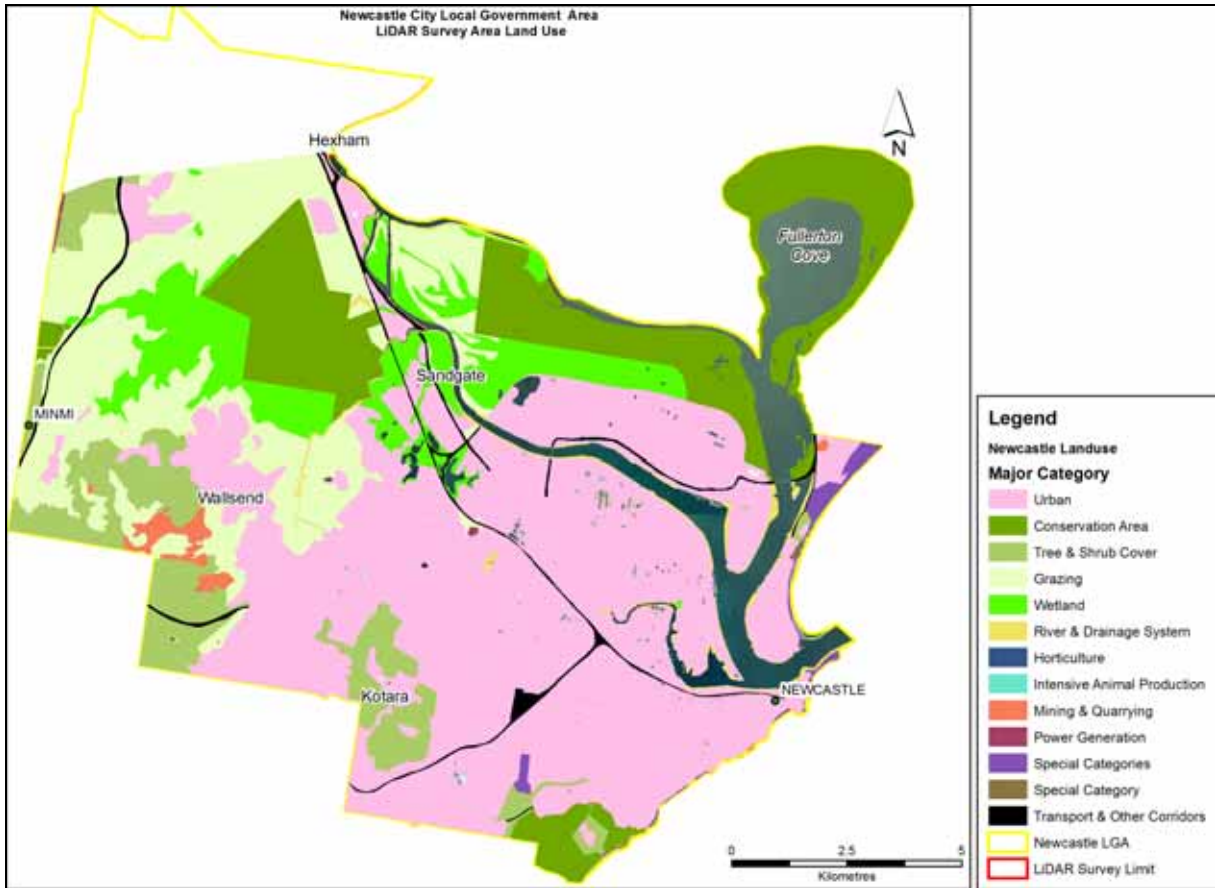 Newcastle City Local Government Area
LiDAR Survey Area Land Use
Hexham
N
Fullerton
Cove
Sandgate
MINMI
Wallsend
Kotara
NEWCASTLE
0 2.5 5
Kilometres
Legend
Newcastle Landuse
Major Category
Urban
Conservation Area
Tree & Shrub Cover
Grazing
Wetland
River & Drainage System
Horticulture
Intensive Animal Production
Mining & Quarrying
Power Generation
Special Categories
Special Category
Transport & Other Corridors
Newcastle LGA
LiDAR Survey Limit